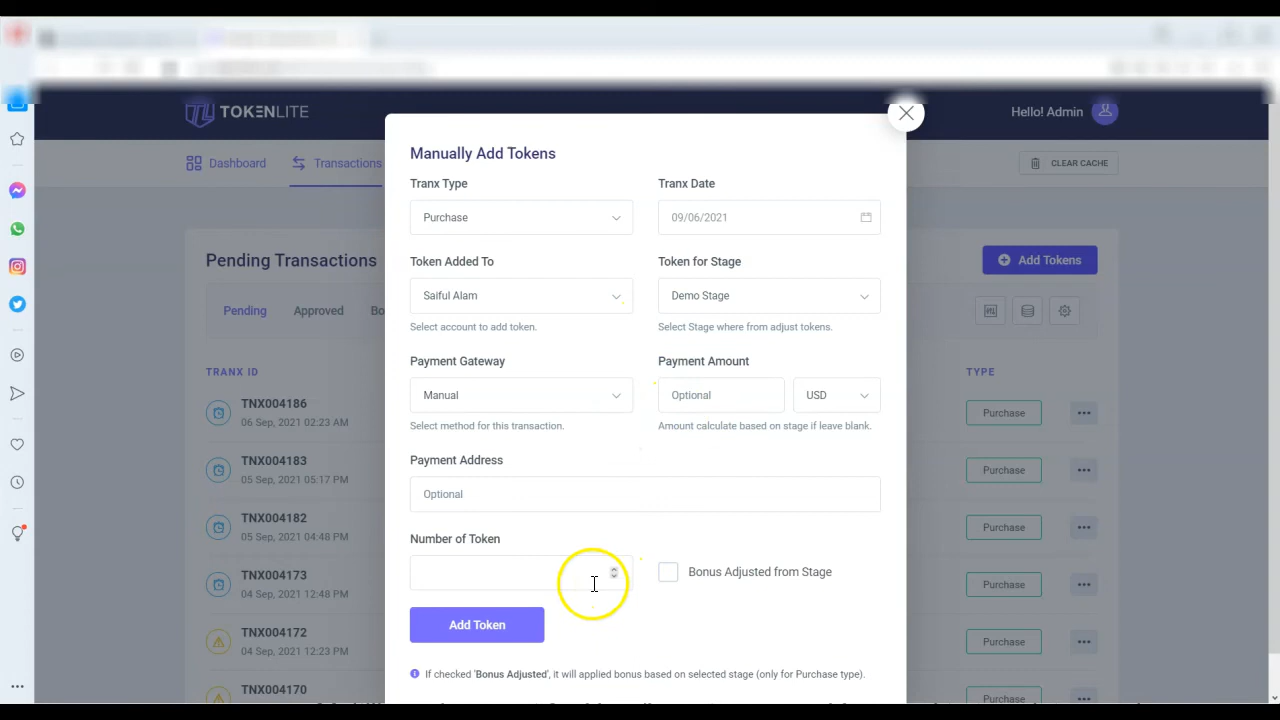 TOKENLITE
Hello! Admin
Dashboard
Transactions
CLEAR CACHE
Manually Add Tokens
Tranx Type
Tranx Date
Purchase
09/06/2021
Token Added To
Token for Stage
Saiful Alam
Demo Stage
Select account to add token.
Select Stage where from adjust tokens.
Payment Gateway
Payment Amount
Manual
Optional
USD
Select method for this transaction.
Amount calculate based on stage if leave blank.
Payment Address
Optional
Number of Token
Bonus Adjusted from Stage
Add Token
If checked 'Bonus Adjusted', it will applied bonus based on selected stage (only for Purchase type).
Pending Transactions
Add Tokens
Pending
Approved
Bo
TRANX ID
TYPE
TNX004186
06 Sep, 2021 02:23 AM
Purchase
TNX004183
05 Sep, 2021 05:17 PM
Purchase
TNX004182
05 Sep, 2021 04:48 PM
Purchase
TNX004173
04 Sep, 2021 12:48 PM
Purchase
TNX004172
04 Sep, 2021 12:23 PM
Purchase
TNX004170
Purchase